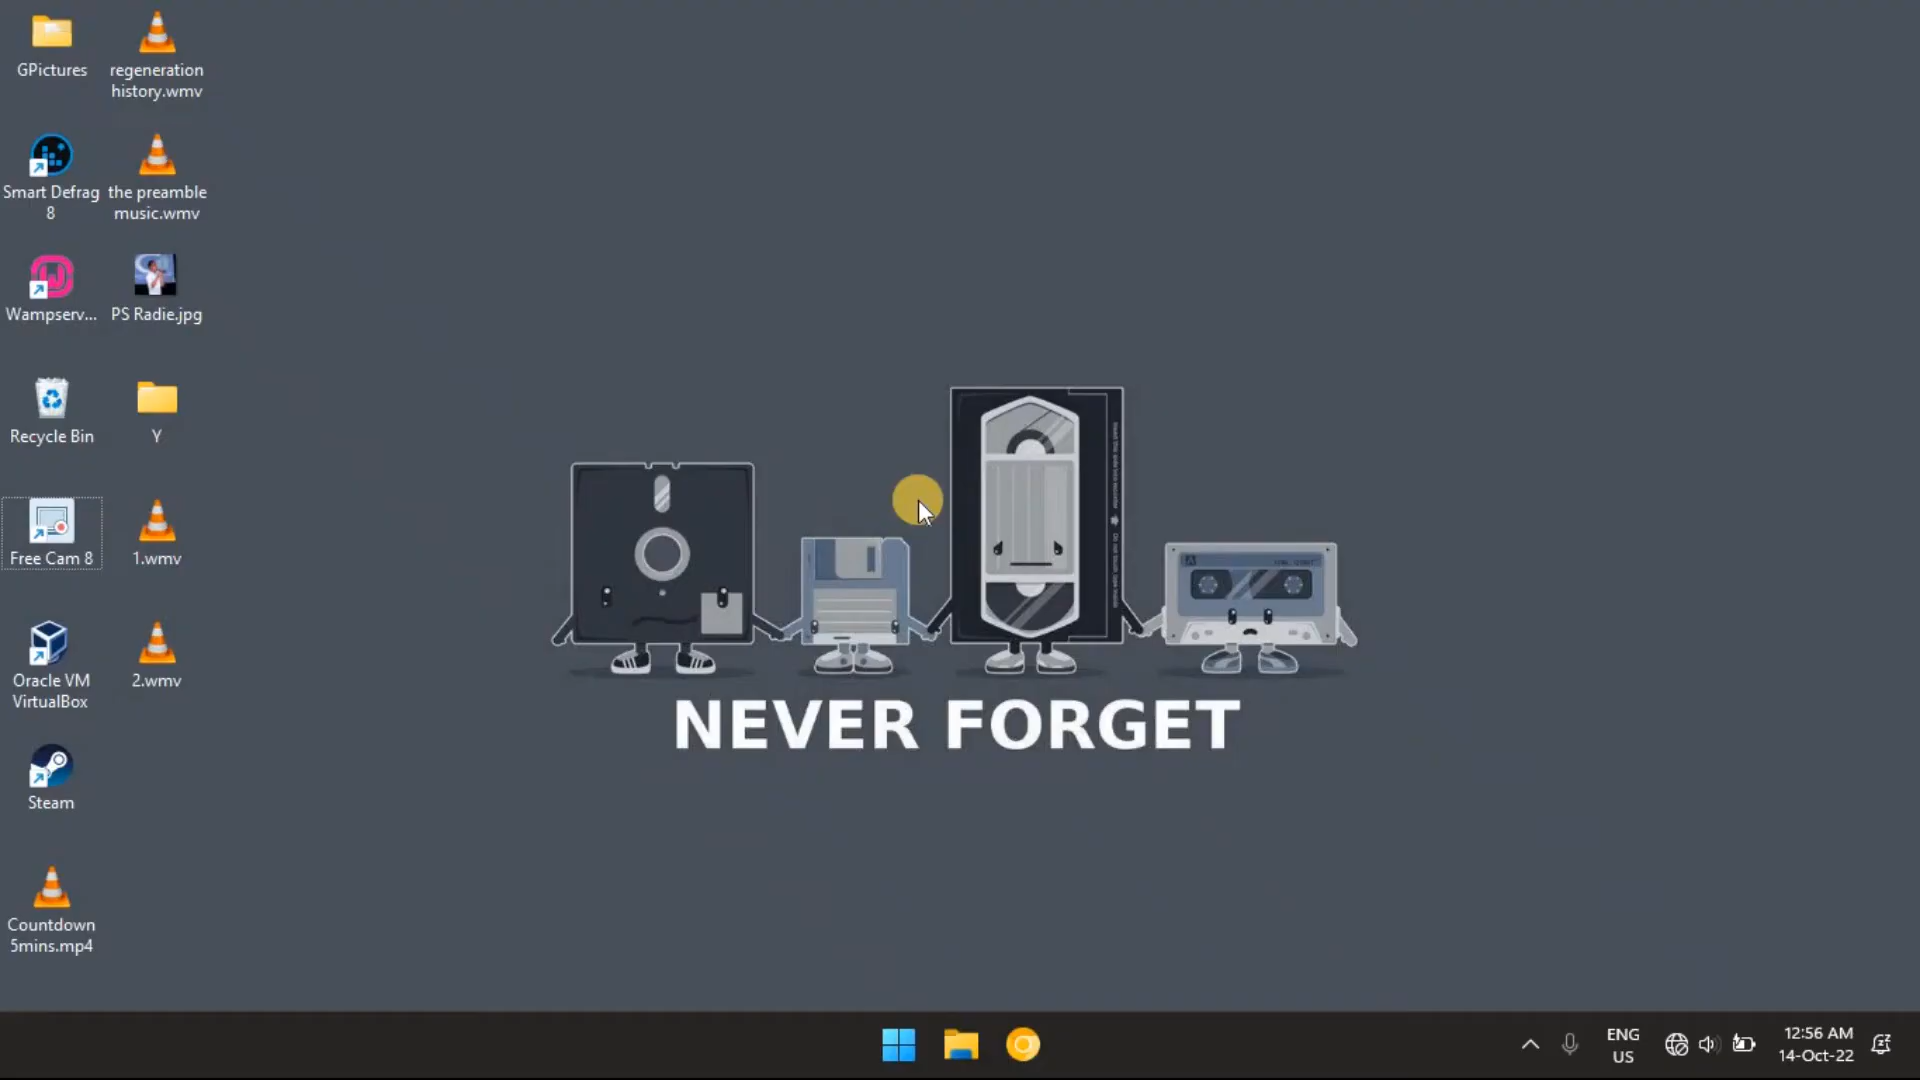 GPictures
regeneration
history.wmv
Smart Defrag
8
the preamble
music.wmv
Wampserv...
PS Radie.jpg
Recycle Bin
Y
Free Cam 8
1.wmv
Oracle VM
VirtualBox
2.wmv
Steam
Countdown
5mins.mp4
A
NEVER FORGET
ENG
US
12:56 AM
14-Oct-22